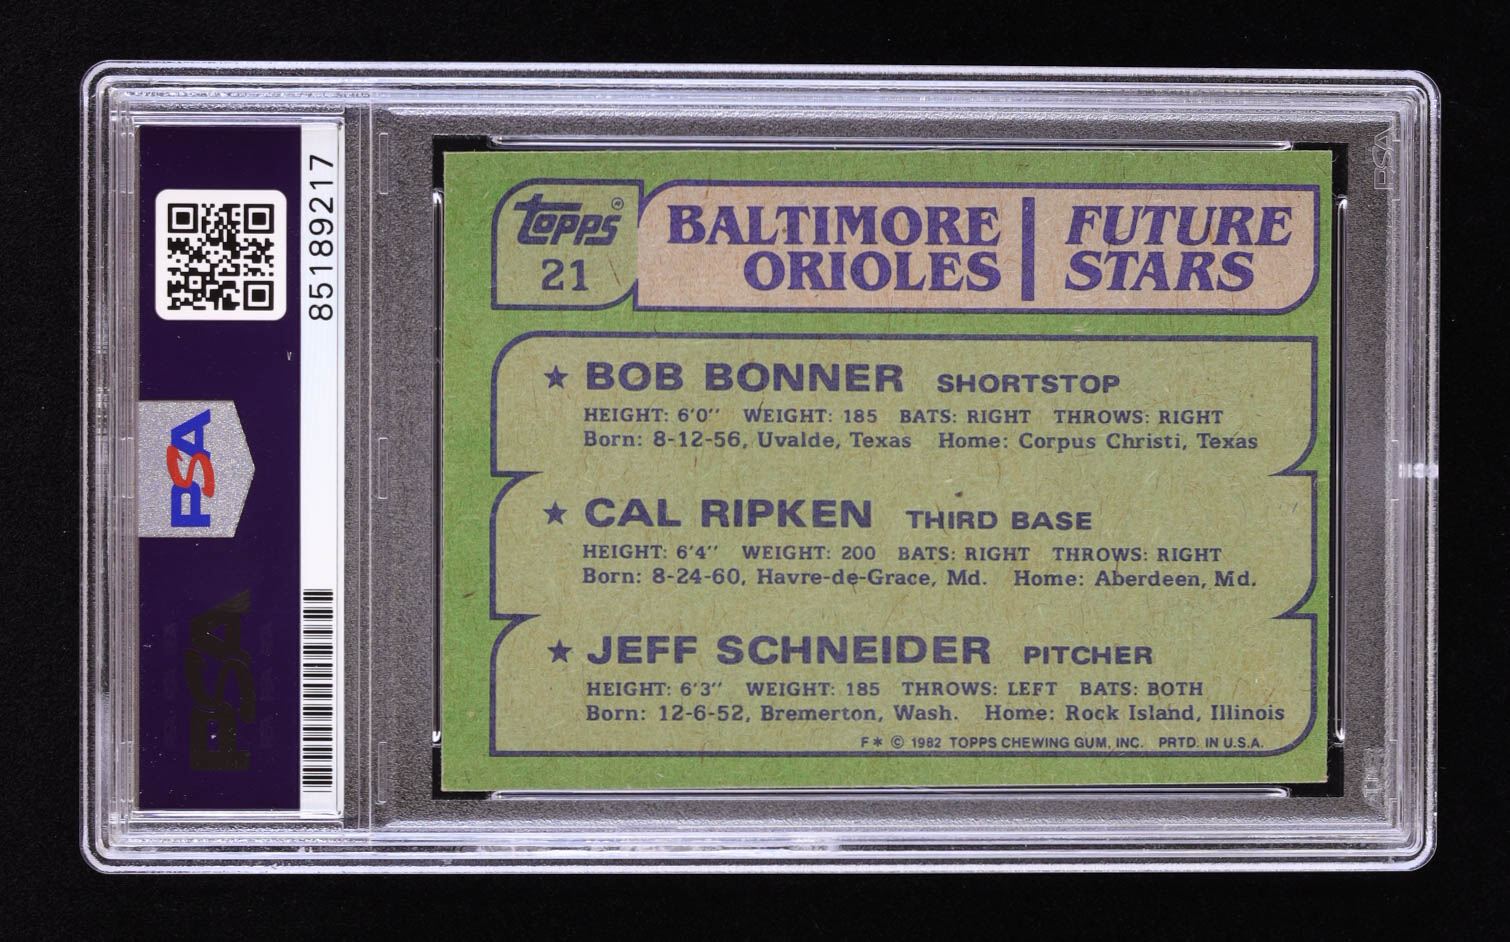 85189217
PSA
PSA
PSA
topps
21
BALTIMORE ORIOLES
FUTURE STARS
★ BOB BONNER SHORTSTOP
HEIGHT: 6'0" WEIGHT: 185 BATS: RIGHT THROWS: RIGHT
Born: 8-12-56, Uvalde, Texas Home: Corpus Christi, Texas
★ CAL RIPKEN THIRD BASE
HEIGHT: 6'4" WEIGHT: 200 BATS: RIGHT THROWS: RIGHT
Born: 8-24-60, Havre-de-Grace, Md. Home: Aberdeen, Md.
★ JEFF SCHNEIDER PITCHER
HEIGHT: 6'3" WEIGHT: 185 THROWS: LEFT BATS: BOTH
Born: 12-6-52, Bremerton, Wash. Home: Rock Island, Illinois
F* © 1982 TOPPS CHEWING GUM, INC. PRTD. IN U.S.A.